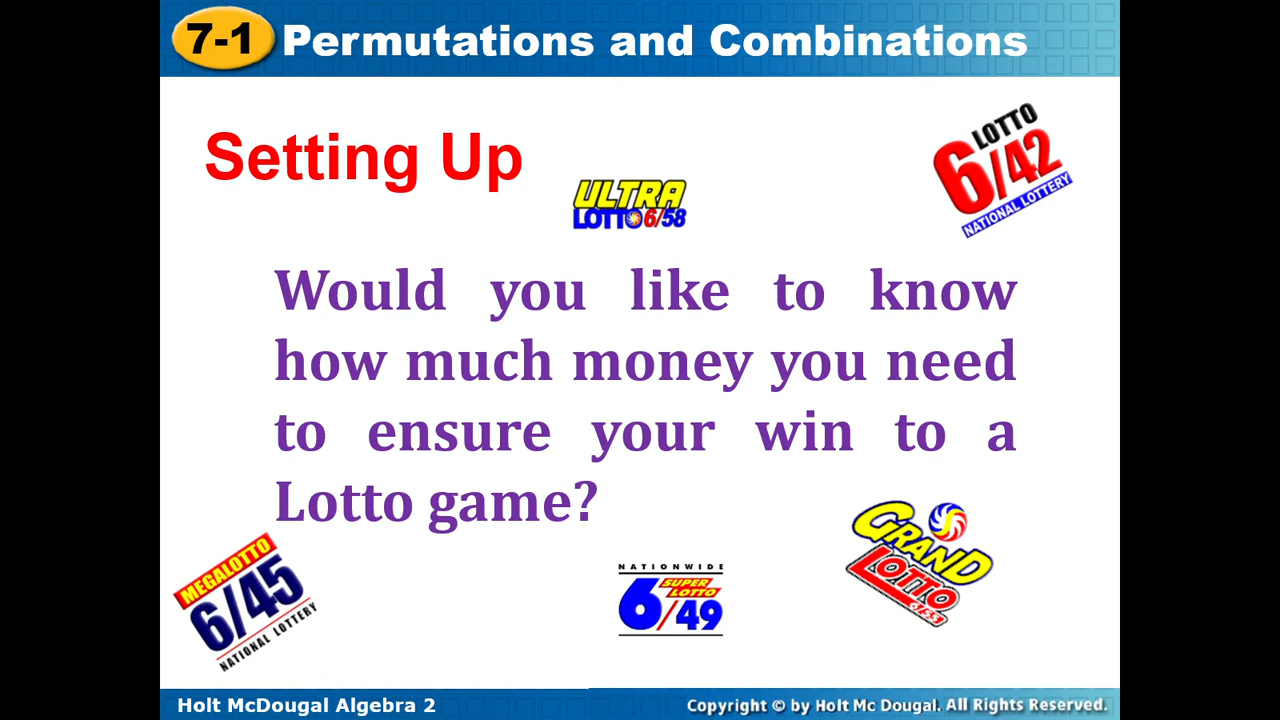 7-1 Permutations and Combinations
Setting Up
LOTTO
6/42
NATIONAL LOTTERY
ULTRA
LOTTO 6/58
Would you like to know
how much money you need
to ensure your win to a
Lotto game?
MEGALOTTO
6/45
NATIONAL LOTTERY
NATIONWIDE
6/49
SUPER
LOTTO
GRAND
LOTTO
6/55
Holt McDougal Algebra 2
Copyright © by Holt Mc Dougal. All Rights Reserved.